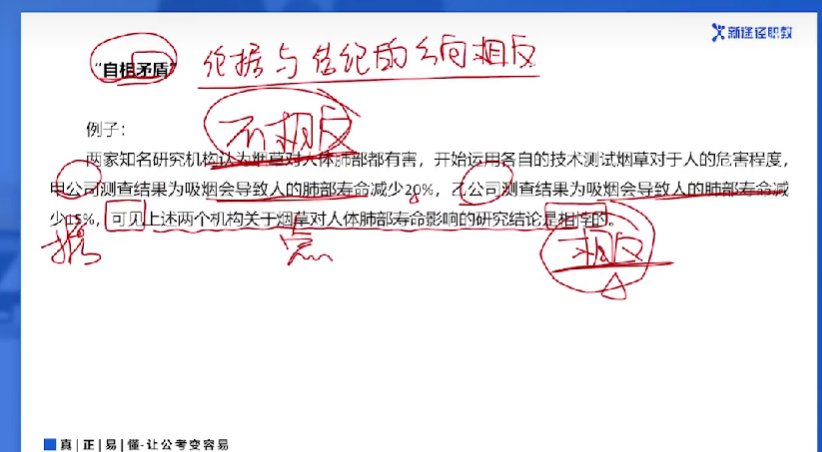 新途径职教
"自相矛盾" 论据与结论的方向相反
不相反
例子：
两家知名研究机构认为烟草对人体肺部都有害，开始运用各自的技术测试烟草对于人的危害程度，
甲公司测查结果为吸烟会导致人的肺部寿命减少20%，乙公司测查结果为吸烟会导致人的肺部寿命减
少15%，可见上述两个机构关于烟草对人体肺部寿命影响的研究结论是相悖的。
据 点 相反
真|正|易|懂-让公考变容易